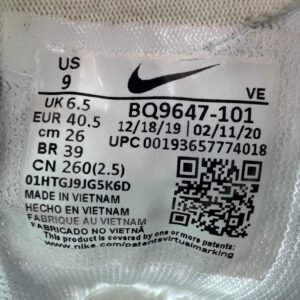 US
9
VE
UK 6.5
EUR 40.5
cm 26
BR 39
CN 260(2.5)
BQ9647-101
12/18/19 | 02/11/20
UPC 00193657774018
01HTGJ9JG5K6D
MADE IN VIETNAM
HECHO EN VIETNAM
FABRIQUE AU VIETNAM
FABRICADO NO VIETNÃ
This product is covered by one or more
www.nike.com/patentsvirtualmarking